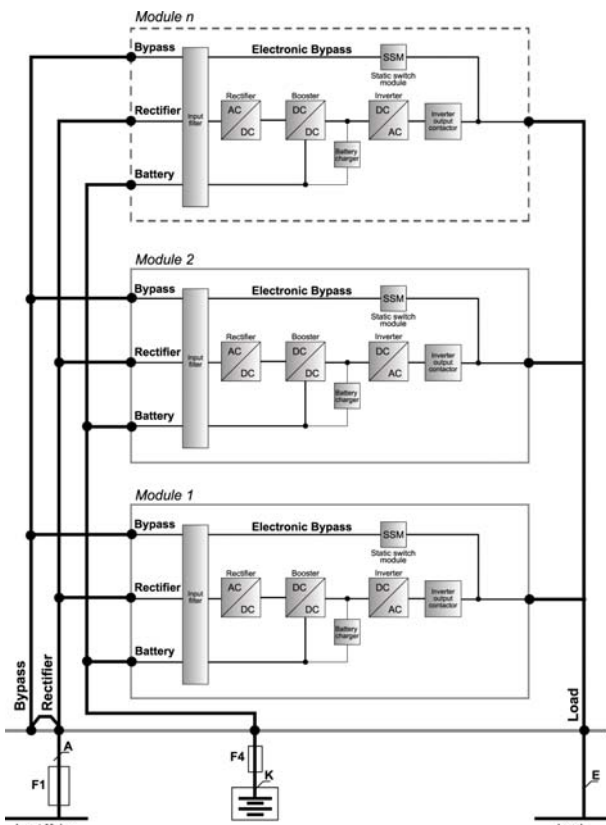 Module n
Bypass
Electronic Bypass
SSM
Static switch
module
Rectifier
Input
filter
Rectifier
AC
DC
Booster
DC
DC
Inverter
DC
AC
Inverter
output
contactor
Battery
charger
Battery
Module 2
Bypass
Electronic Bypass
SSM
Static switch
module
Rectifier
Input
filter
Rectifier
AC
DC
Booster
DC
DC
Inverter
DC
AC
Inverter
output
contactor
Battery
charger
Battery
Module 1
Bypass
Electronic Bypass
SSM
Static switch
module
Rectifier
Input
filter
Rectifier
AC
DC
Booster
DC
DC
Inverter
DC
AC
Inverter
output
contactor
Battery
charger
Battery
Bypass
Rectifier
Load
A
F1
F4
K
E